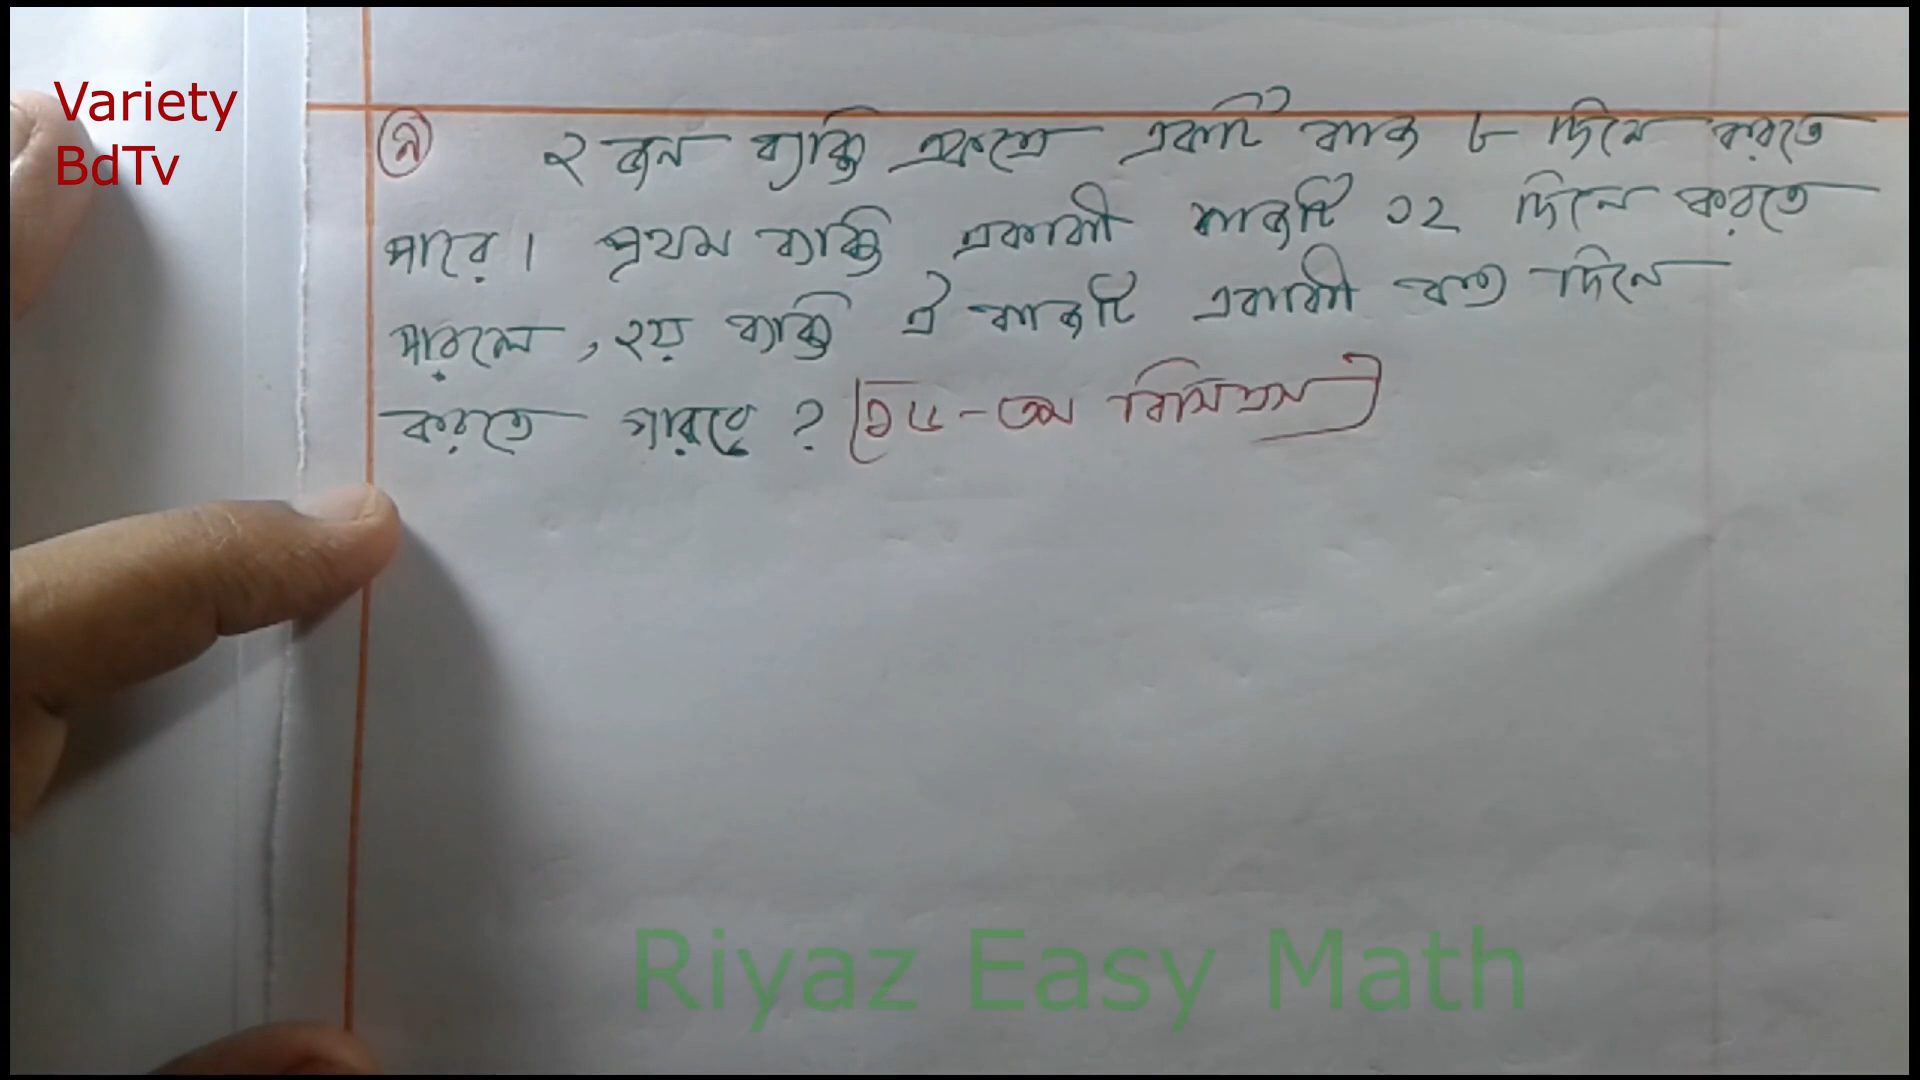 Variety
BdTv
২ জন ব্যক্তি একত্রে একটি কাজ ৮ দিনে করতে
পারে। প্রথম ব্যক্তি একাকী কাজটি ১২ দিনে করতে
পারলে, ২য় ব্যক্তি ঐ কাজটি একাকী কত দিনে
করতে পারবে? [১৫-তম বিসিএস]
Riyaz Easy Math